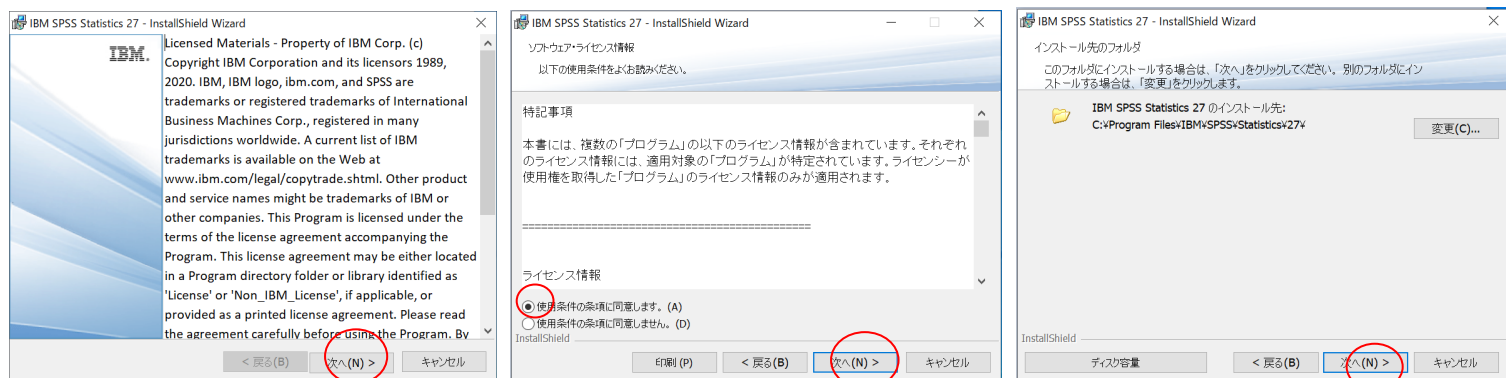 IBM SPSS Statistics 27 - InstallShield Wizard
IBM.
Licensed Materials - Property of IBM Corp. (c)
Copyright IBM Corporation and its licensors 1989,
2020. IBM, IBM logo, ibm.com, and SPSS are
trademarks or registered trademarks of International
Business Machines Corp., registered in many
jurisdictions worldwide. A current list of IBM
trademarks is available on the Web at
www.ibm.com/legal/copytrade.shtml. Other product
and service names might be trademarks of IBM or
other companies. This Program is licensed under the
terms of the license agreement accompanying the
Program. This license agreement may be either located
in a Program directory folder or library identified as
'License' or 'Non_IBM_License', if applicable, or
provided as a printed license agreement. Please read
the agreement carefully before using the Program. By
< 戻る(B)
次へ(N) >
キャンセル
IBM SPSS Statistics 27 - InstallShield Wizard
ソフトウェア・ライセンス情報
以下の使用条件をよくお読みください。
特記事項
本書には、複数の「プログラム」の以下のライセンス情報が含まれています。それぞれ
のライセンス情報には、適用対象の「プログラム」が特定されています。ライセンシーが
使用権を取得した「プログラム」のライセンス情報のみが適用されます。
==============================================
ライセンス情報
使用条件の条項に同意します。(A)
使用条件の条項に同意しません。(D)
InstallShield
印刷(P)
< 戻る(B)
次へ(N) >
キャンセル
IBM SPSS Statistics 27 - InstallShield Wizard
インストール先のフォルダ
このフォルダにインストールする場合は、「次へ」をクリックしてください。別のフォルダにイン
ストールする場合は、「変更」をクリックします。
IBM SPSS Statistics 27 のインストール先:
C:¥Program Files¥IBM¥SPSS¥Statistics¥27¥
変更(C)...
InstallShield
ディスク容量
< 戻る(B)
次へ(N) >
キャンセル